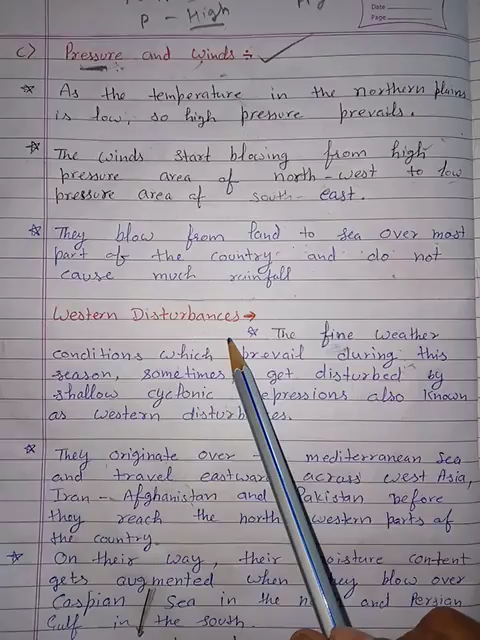 P - High
Date
Page
c) Pressure and winds :-
* As the temperature in the northern plains
is low, so high pressure prevails.
* The winds start blowing from high
pressure area of north-west to low
pressure area of south-east.
* They blow from land to sea over most
part of the country and do not
cause much rainfall
Western Disturbances →
* The fine weather
conditions which prevail during this
season, sometimes get disturbed by
shallow cyclonic epressions also known
as western disturb es.
* They originate over mediterranean sea
and travel eastward across west Asia,
Iran - Afghanistan and Pakistan before
they reach the north western parts of
the country.
* On their way, their oisture content
gets augmented when ey blow over
Caspian Sea in the n and Persian
Gulf in the south.